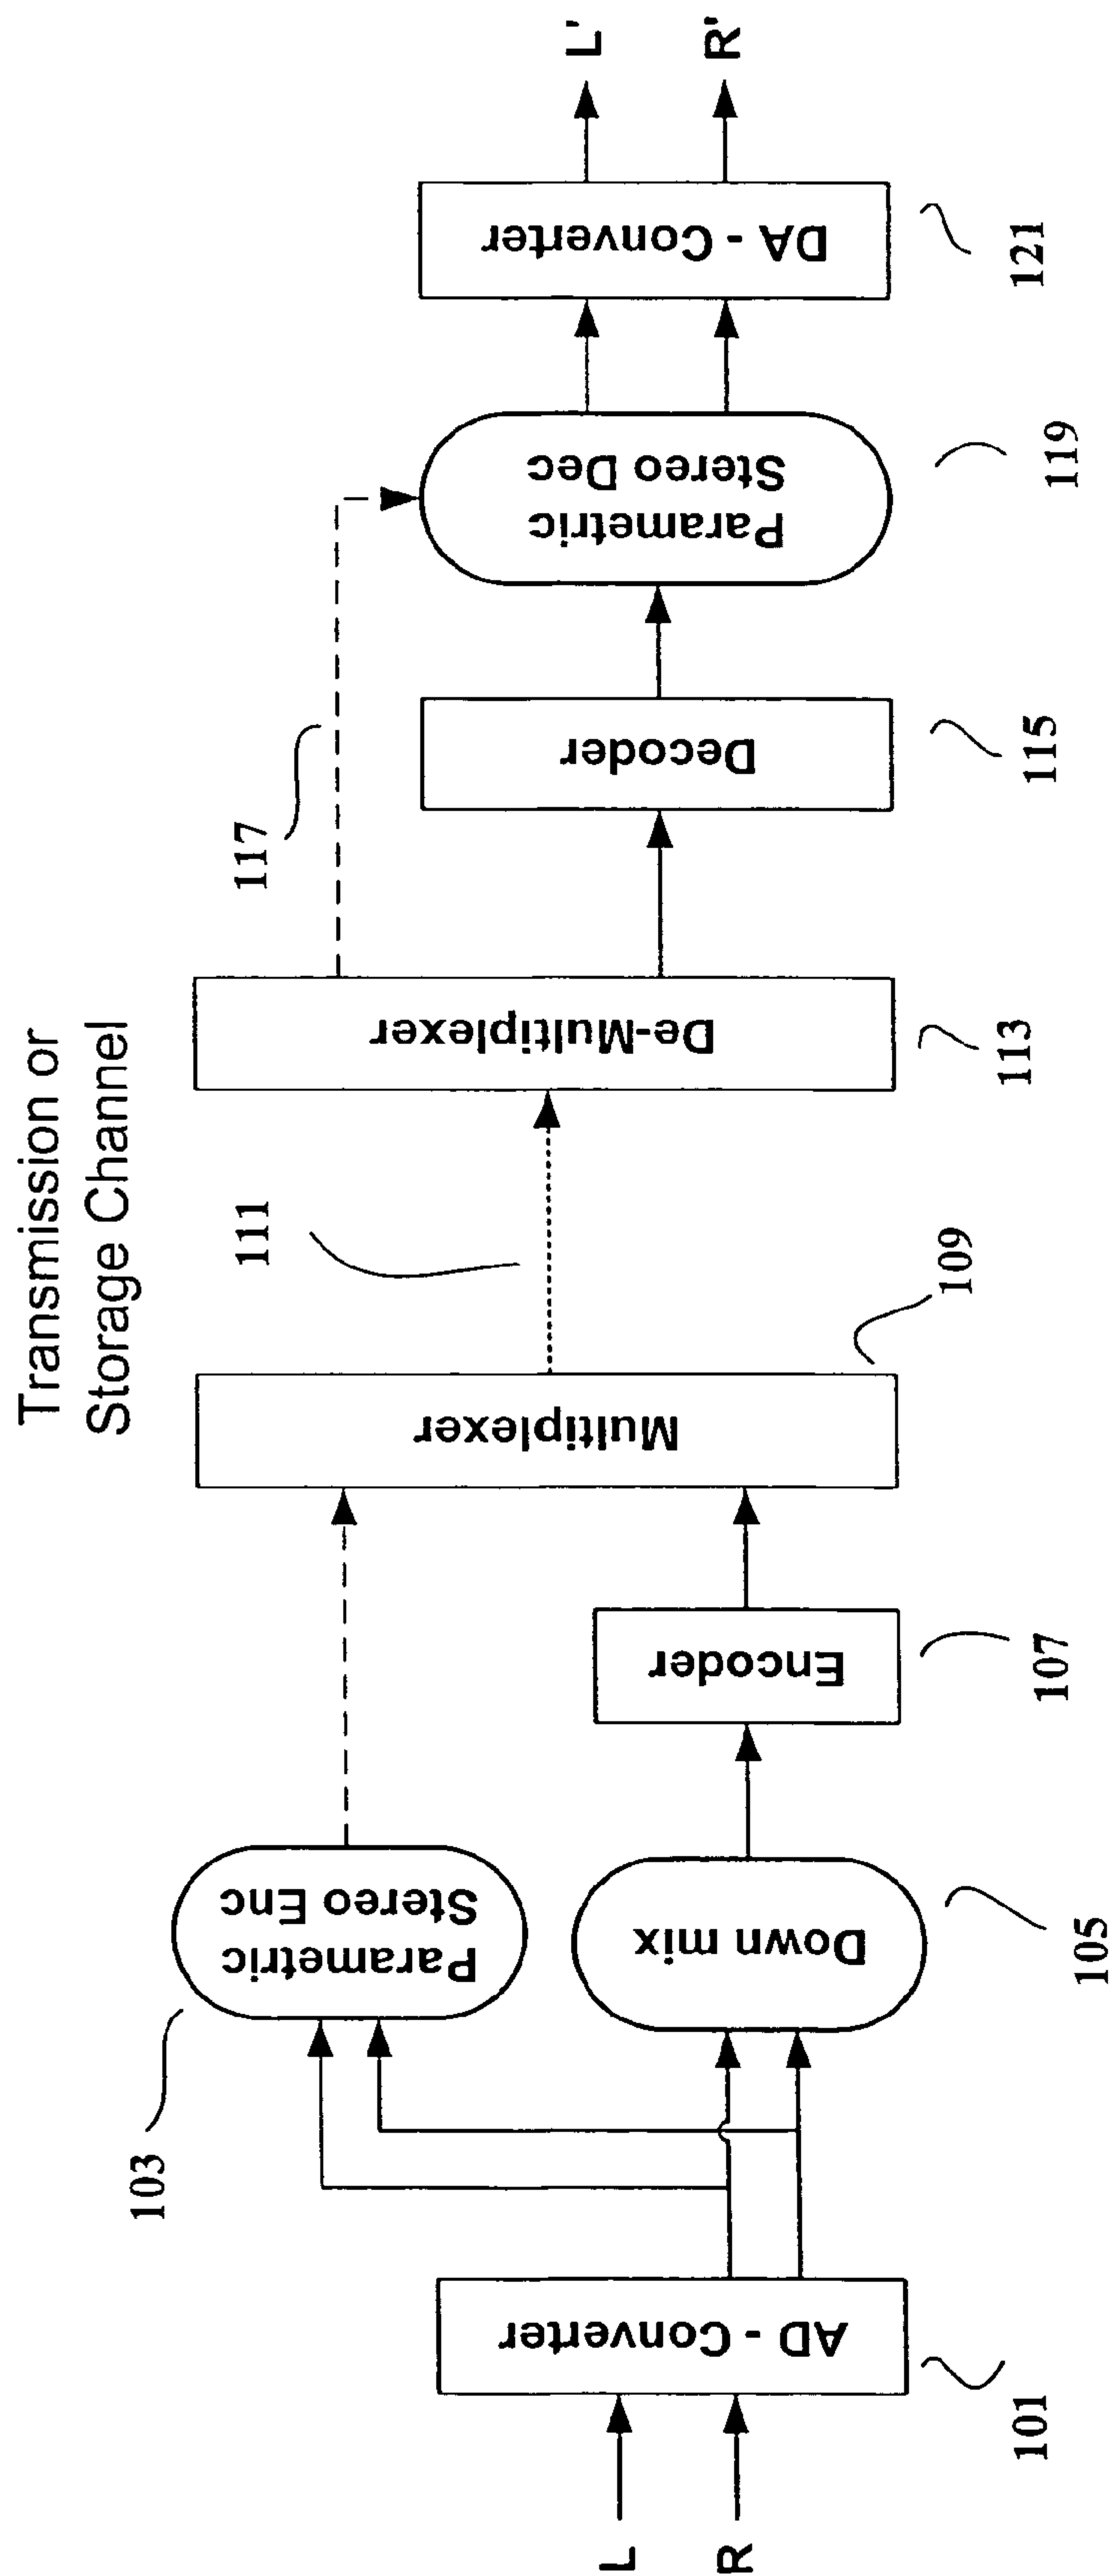 Transmission or
Storage Channel
L
R
AD - Converter
101
103
Parametric
Stereo Enc
Down mix
105
Encoder
107
Multiplexer
109
111
De-Multiplexer
113
117
Decoder
115
Parametric
Stereo Dec
119
DA - Converter
121
L'
R'